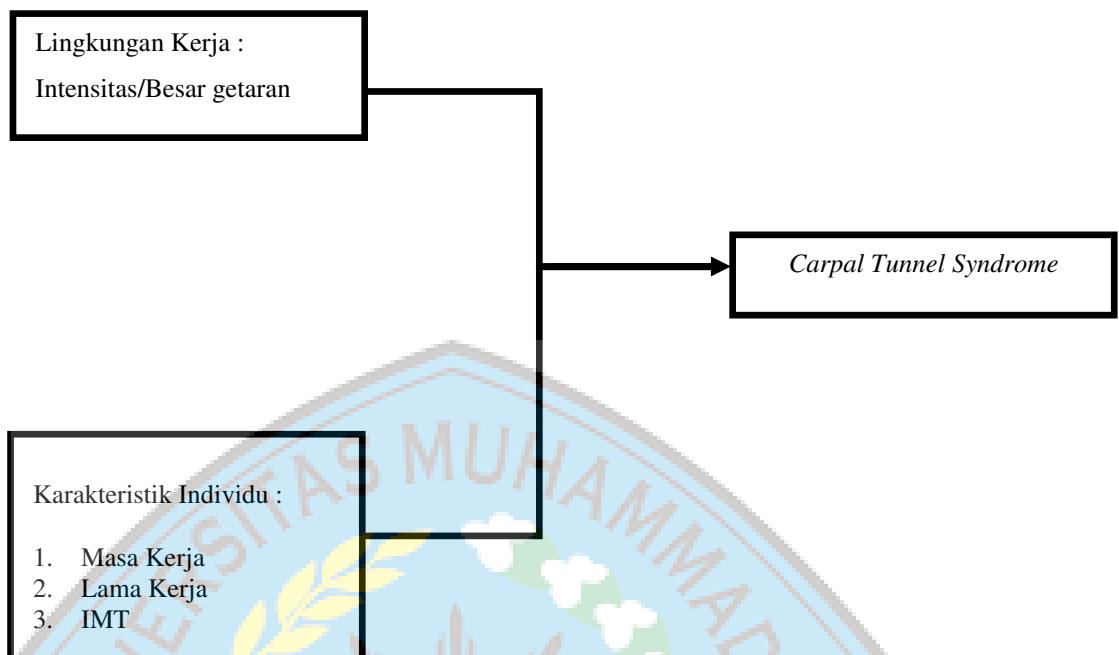 Lingkungan Kerja :
Intensitas/Besar getaran
Carpal Tunnel Syndrome
Karakteristik Individu :
1. Masa Kerja
2. Lama Kerja
3. IMT